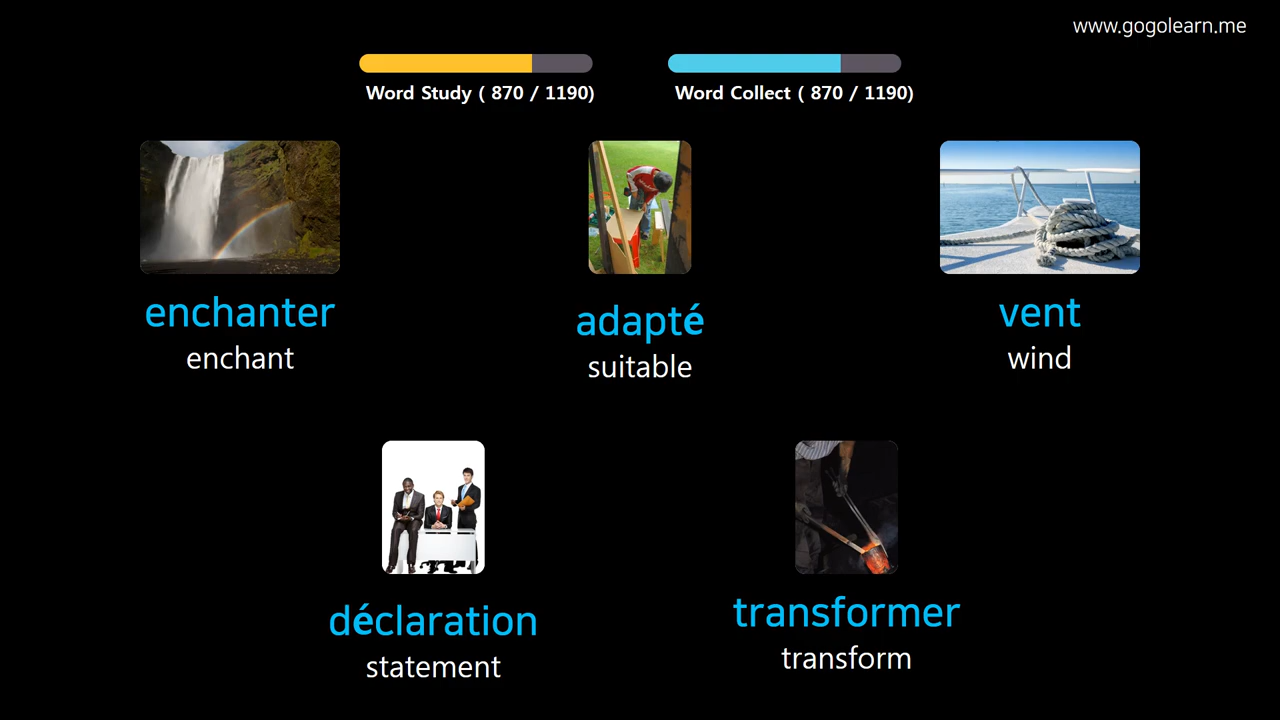 www.gogolearn.me
Word Study ( 870 / 1190)
Word Collect ( 870 / 1190)
enchanter
enchant
adapté
suitable
vent
wind
déclaration
statement
transformer
transform